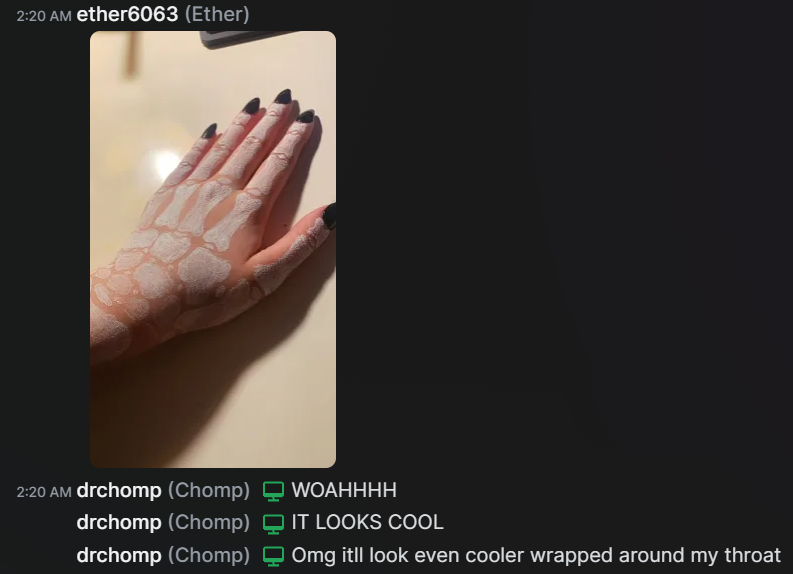 2:20 AM ether6063 (Ether)
2:20 AM drchomp (Chomp) WOAHHHH
drchomp (Chomp) IT LOOKS COOL
drchomp (Chomp) Omg itll look even cooler wrapped around my throat